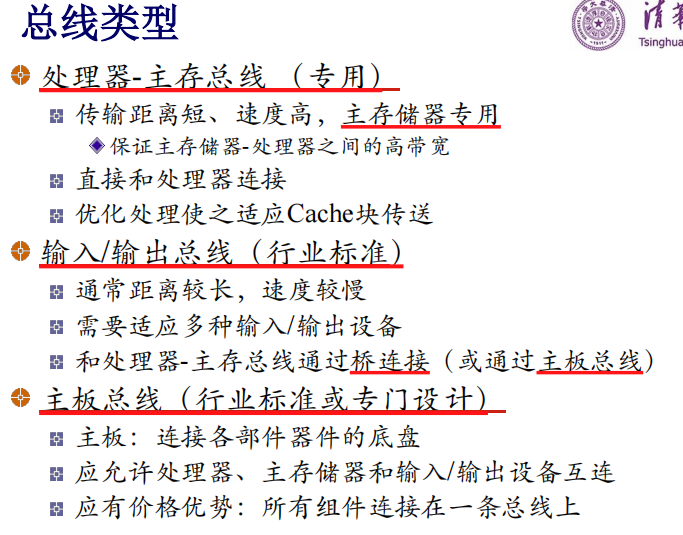 总线类型
清华
Tsinghua
处理器-主存总线 （专用）
传输距离短、速度高，主存储器专用
保证主存储器-处理器之间的高带宽
直接和处理器连接
优化处理使之适应Cache块传送
输入/输出总线（行业标准）
通常距离较长，速度较慢
需要适应多种输入/输出设备
和处理器-主存总线通过桥连接（或通过主板总线）
主板总线（行业标准或专门设计）
主板：连接各部件器件的底盘
应允许处理器、主存储器和输入/输出设备互连
应有价格优势：所有组件连接在一条总线上